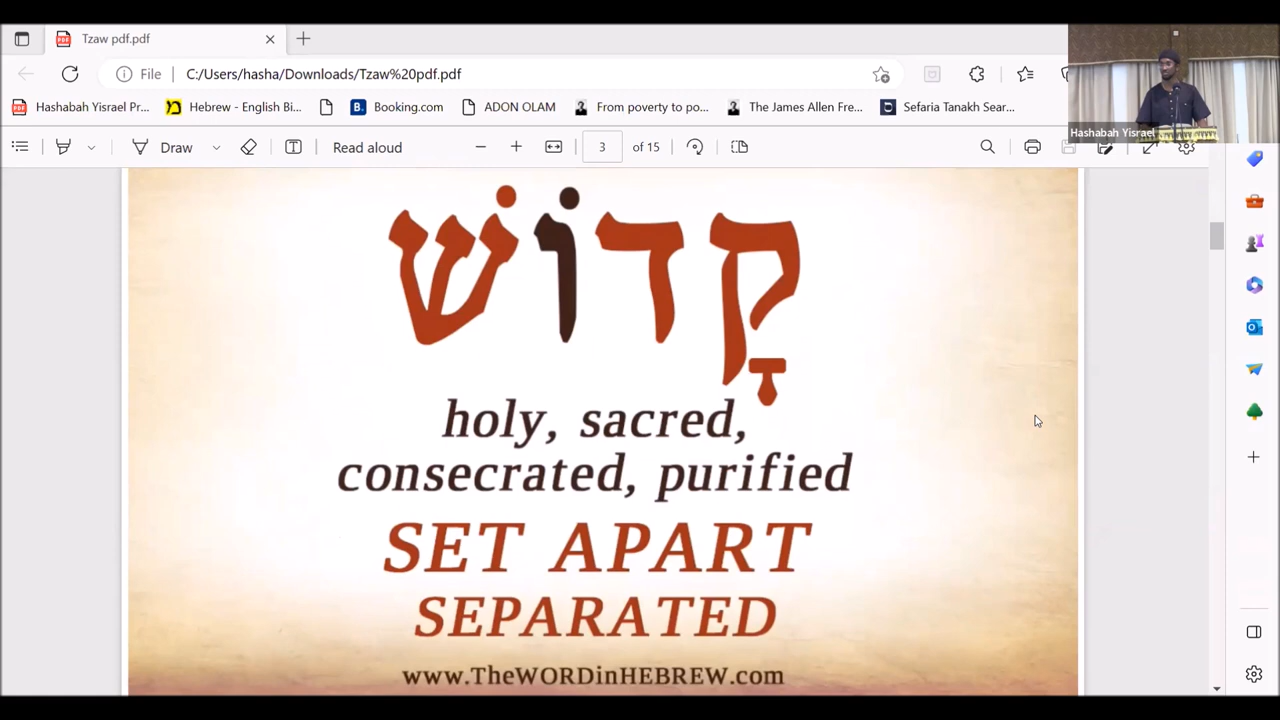 Tzaw pdf.pdf
File C:/Users/hasha/Downloads/Tzaw%20pdf.pdf
Hashabah Yisrael Pr... Hebrew - English Bi... Booking.com ADON OLAM From poverty to po... The James Allen Fre... Sefaria Tanakh Sear...
Hashabah Yisrael
Draw Read aloud 3 of 15
קָדוֹשׁ
holy, sacred,
consecrated, purified
SET APART
SEPARATED
www.TheWORDinHEBREW.com